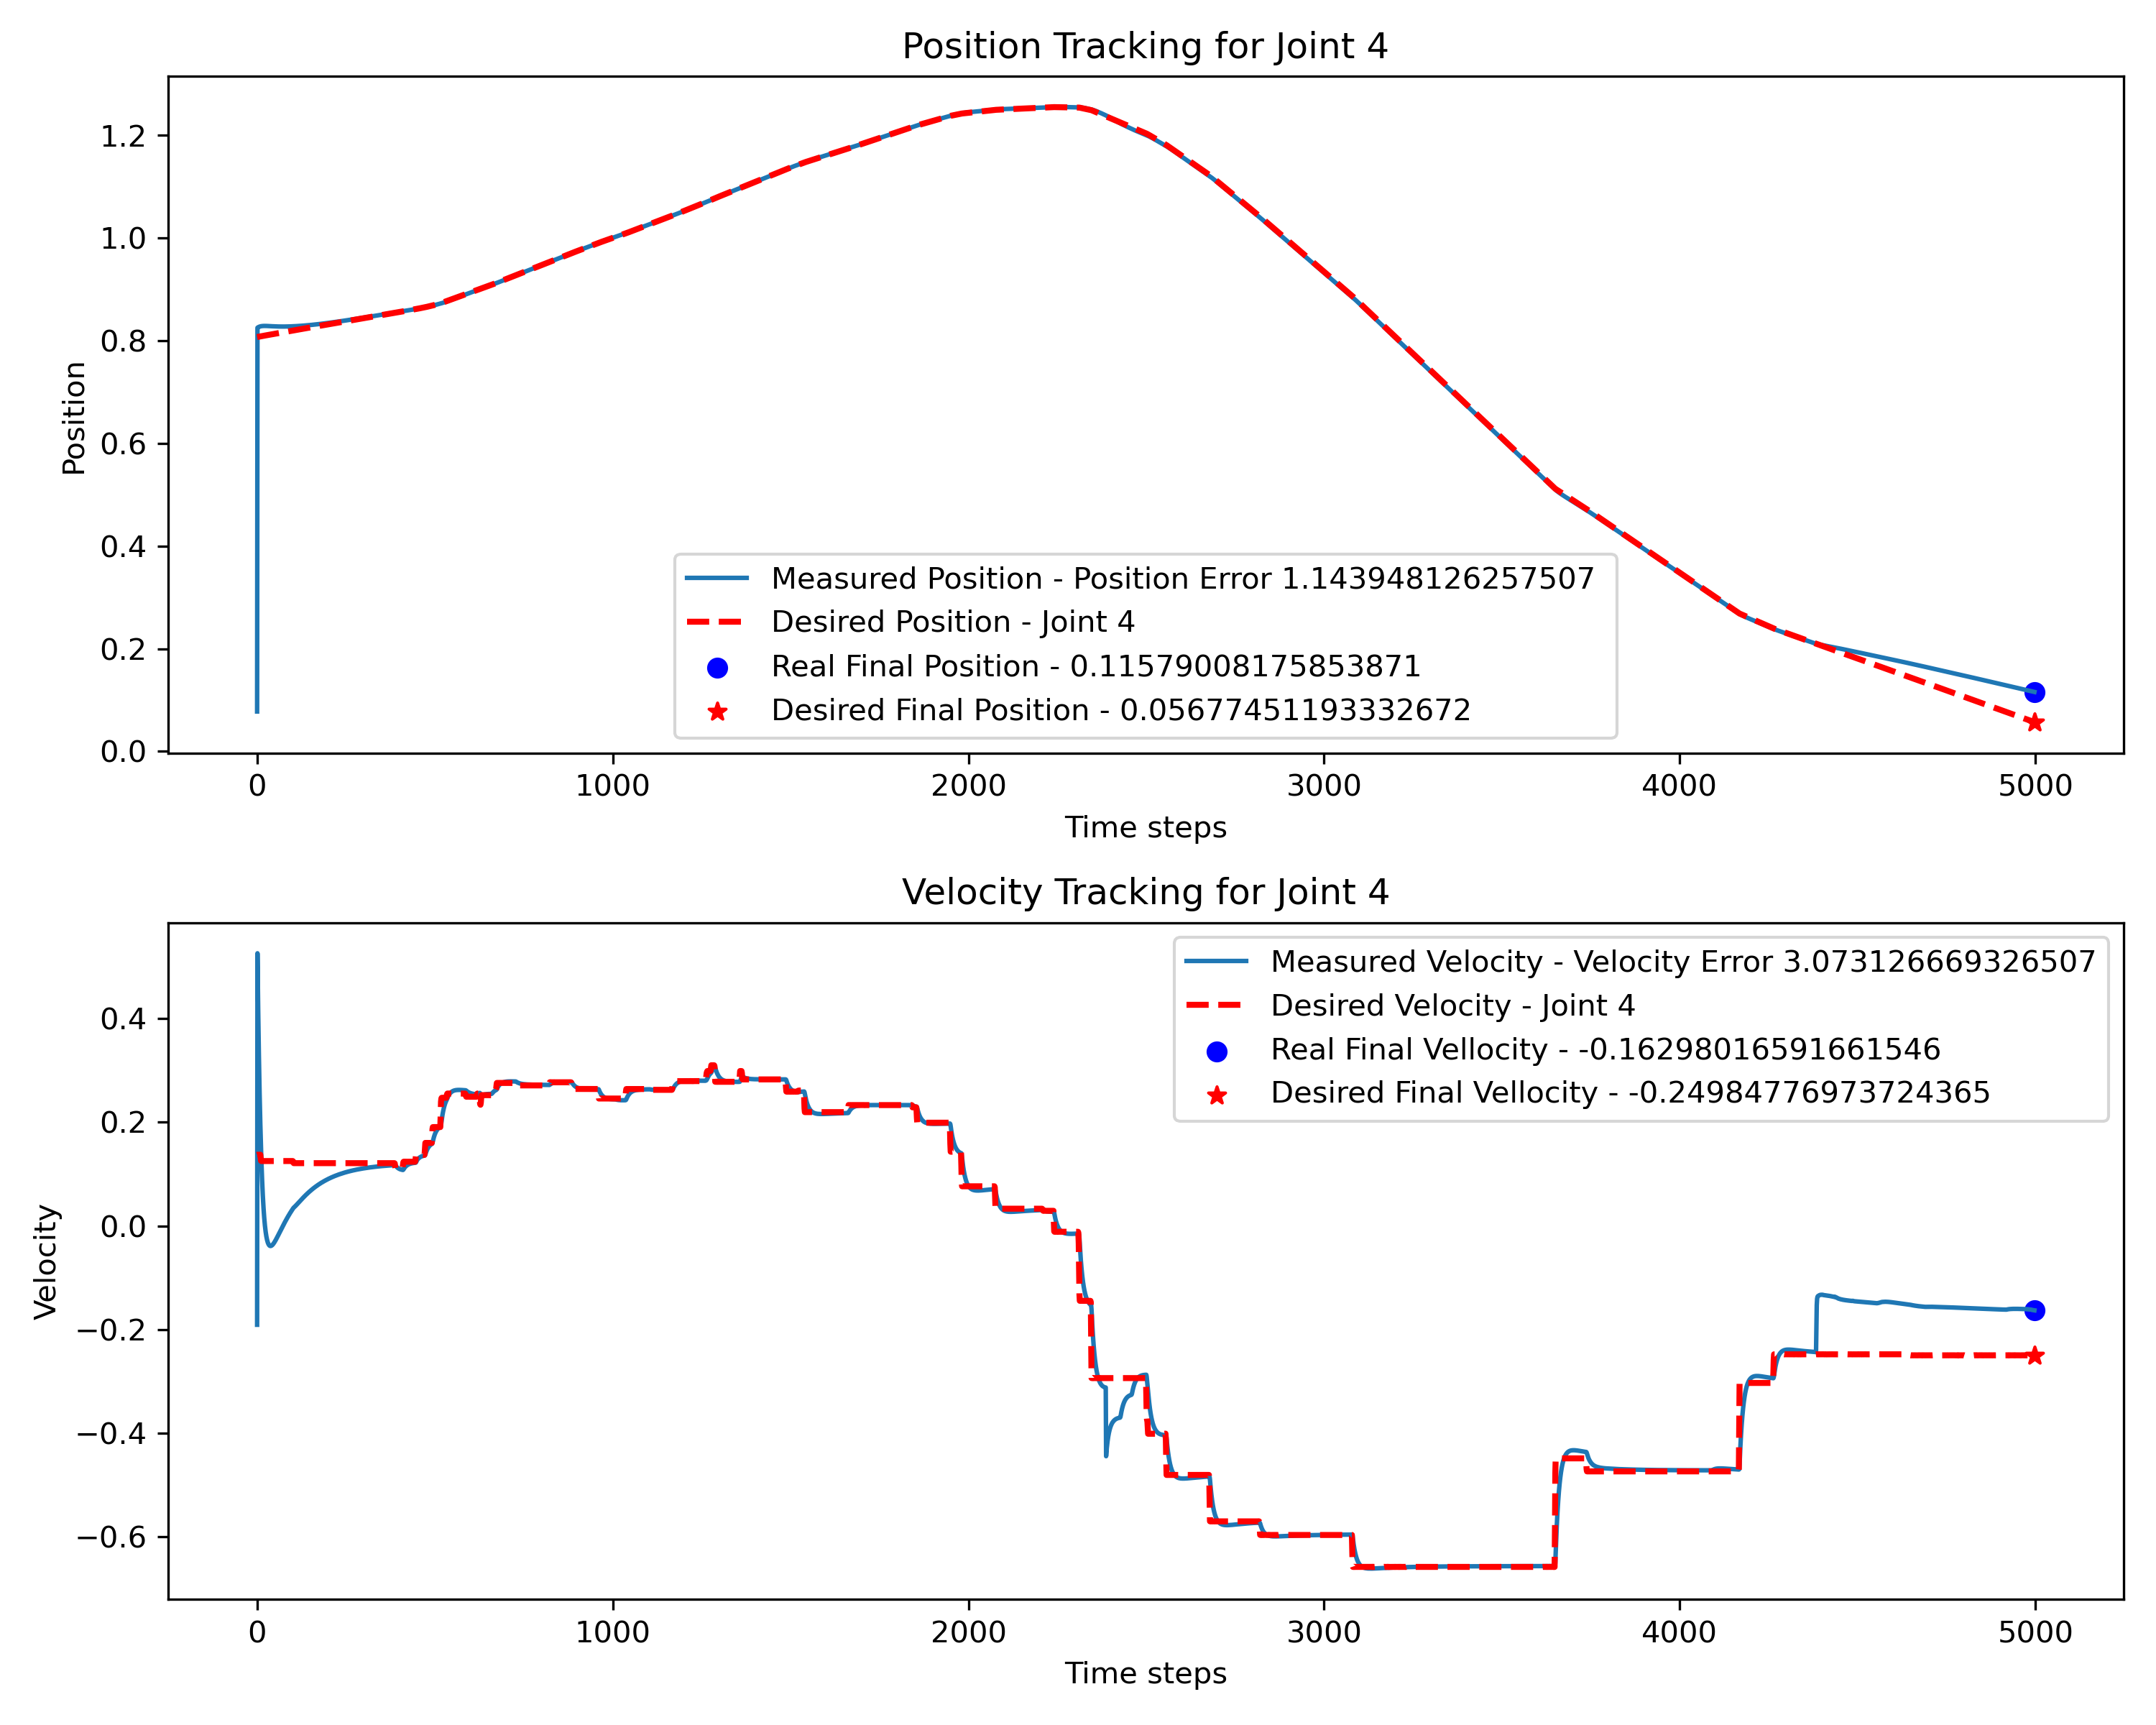 Position Tracking for Joint 4
1.2
1.0
0.8
0.6
0.4
0.2
0.0
Position
Measured Position - Position Error 1.143948126257507
Desired Position - Joint 4
Real Final Position - 0.11579008175853871
Desired Final Position - 0.05677451193332672
0 1000 2000 3000 4000 5000
Time steps
Velocity Tracking for Joint 4
0.4
0.2
0.0
−0.2
−0.4
−0.6
Velocity
Measured Velocity - Velocity Error 3.073126669326507
Desired Velocity - Joint 4
Real Final Vellocity - -0.16298016591661546
Desired Final Vellocity - -0.24984776973724365
0 1000 2000 3000 4000 5000
Time steps